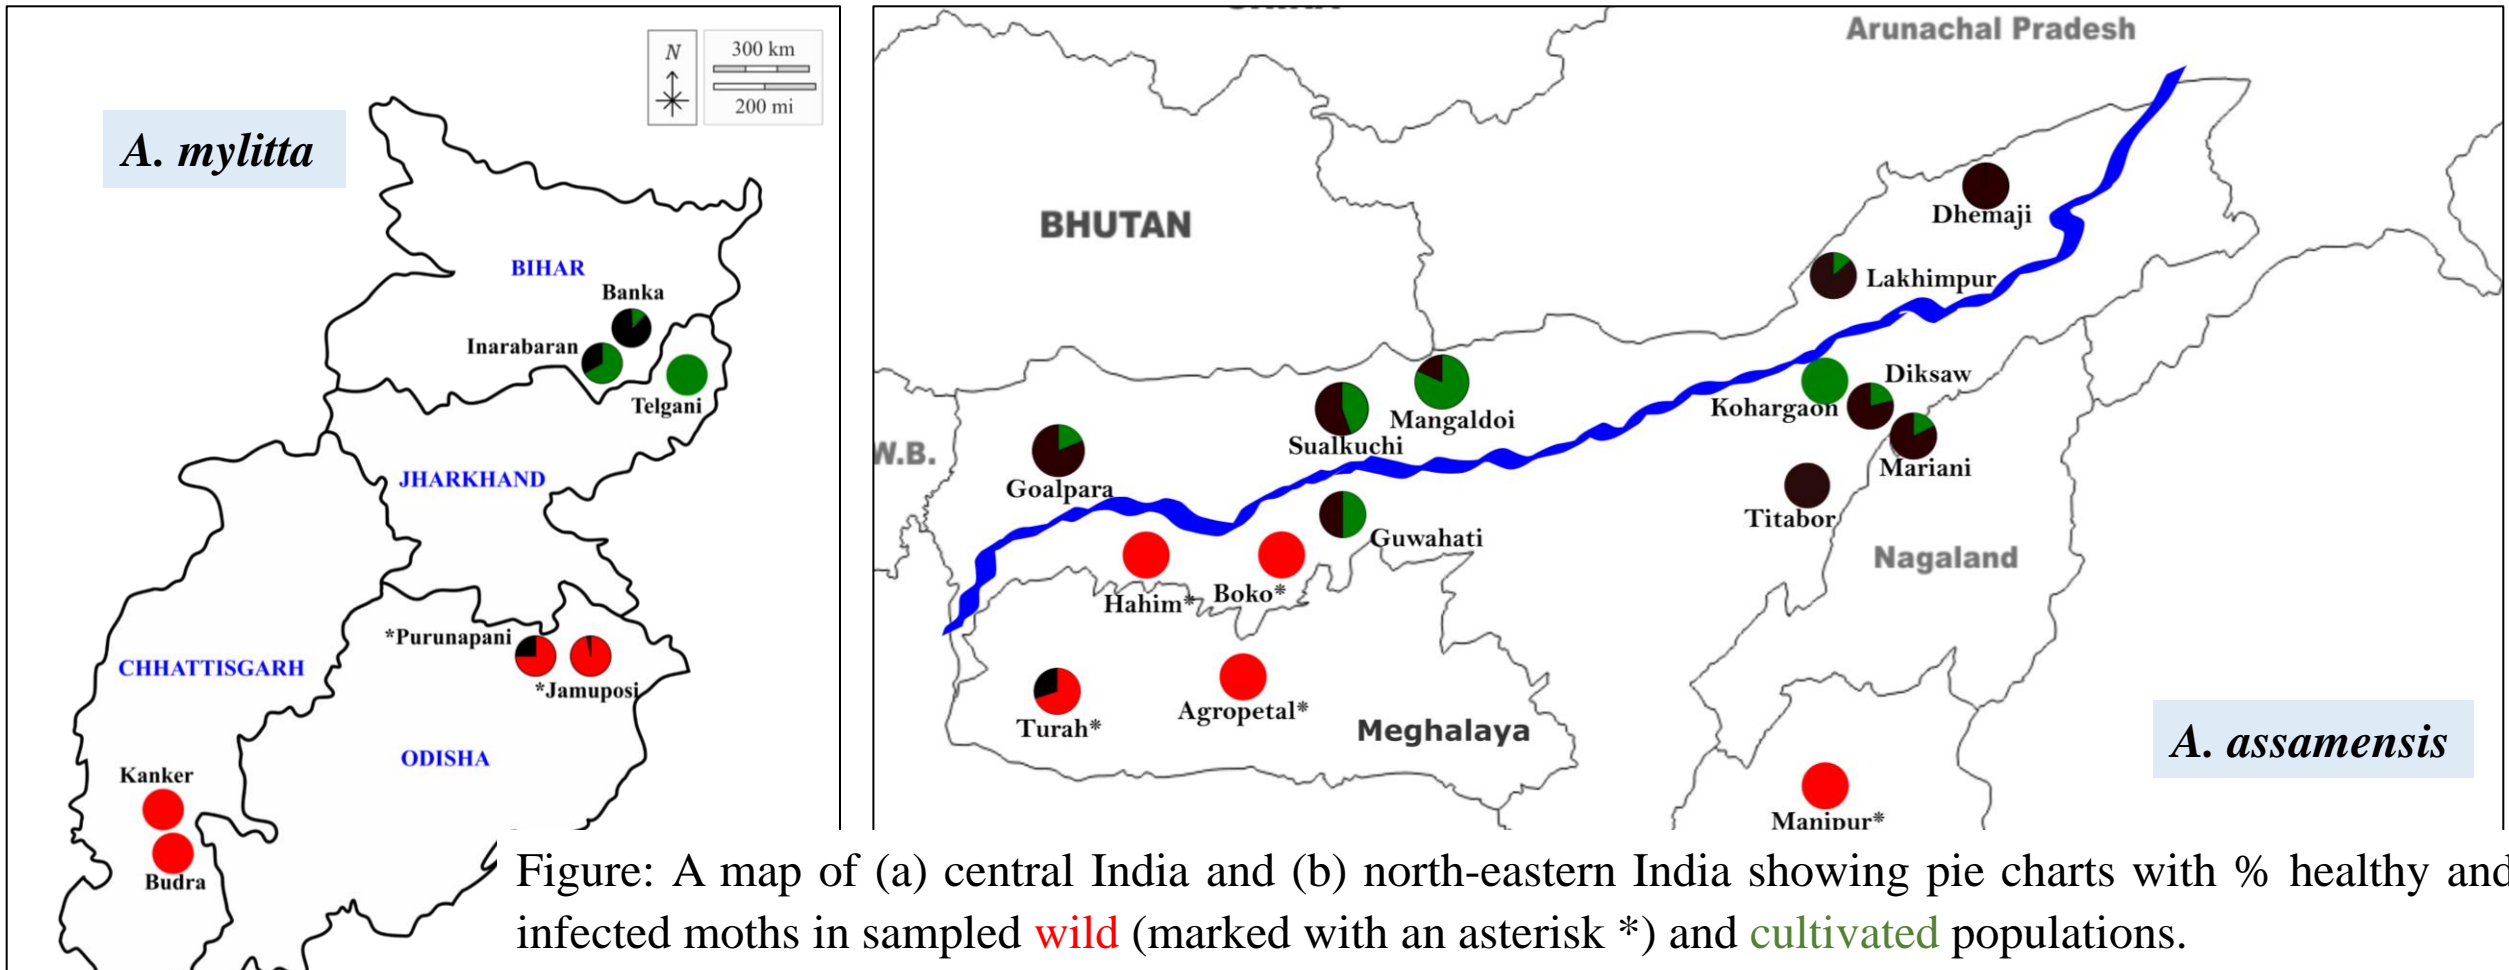 A. mylitta
N
300 km
200 mi
BIHAR
Banka
Inarabaran
Telgani
JHARKHAND
*Purunapani
*Jamuposi
CHHATTISGARH
ODISHA
Kanker
Budra
Arunachal Pradesh
BHUTAN
Dhemaji
Lakhimpur
Diksaw
Kohargaon
Mangaldoi
Sualkuchi
W.B.
Mariani
Goalpara
Titabor
Guwahati
Nagaland
Hahim*
Boko*
Turah*
Agropetal*
Meghalaya
A. assamensis
Manipur*
Figure: A map of (a) central India and (b) north-eastern India showing pie charts with % healthy and
infected moths in sampled wild (marked with an asterisk *) and cultivated populations.